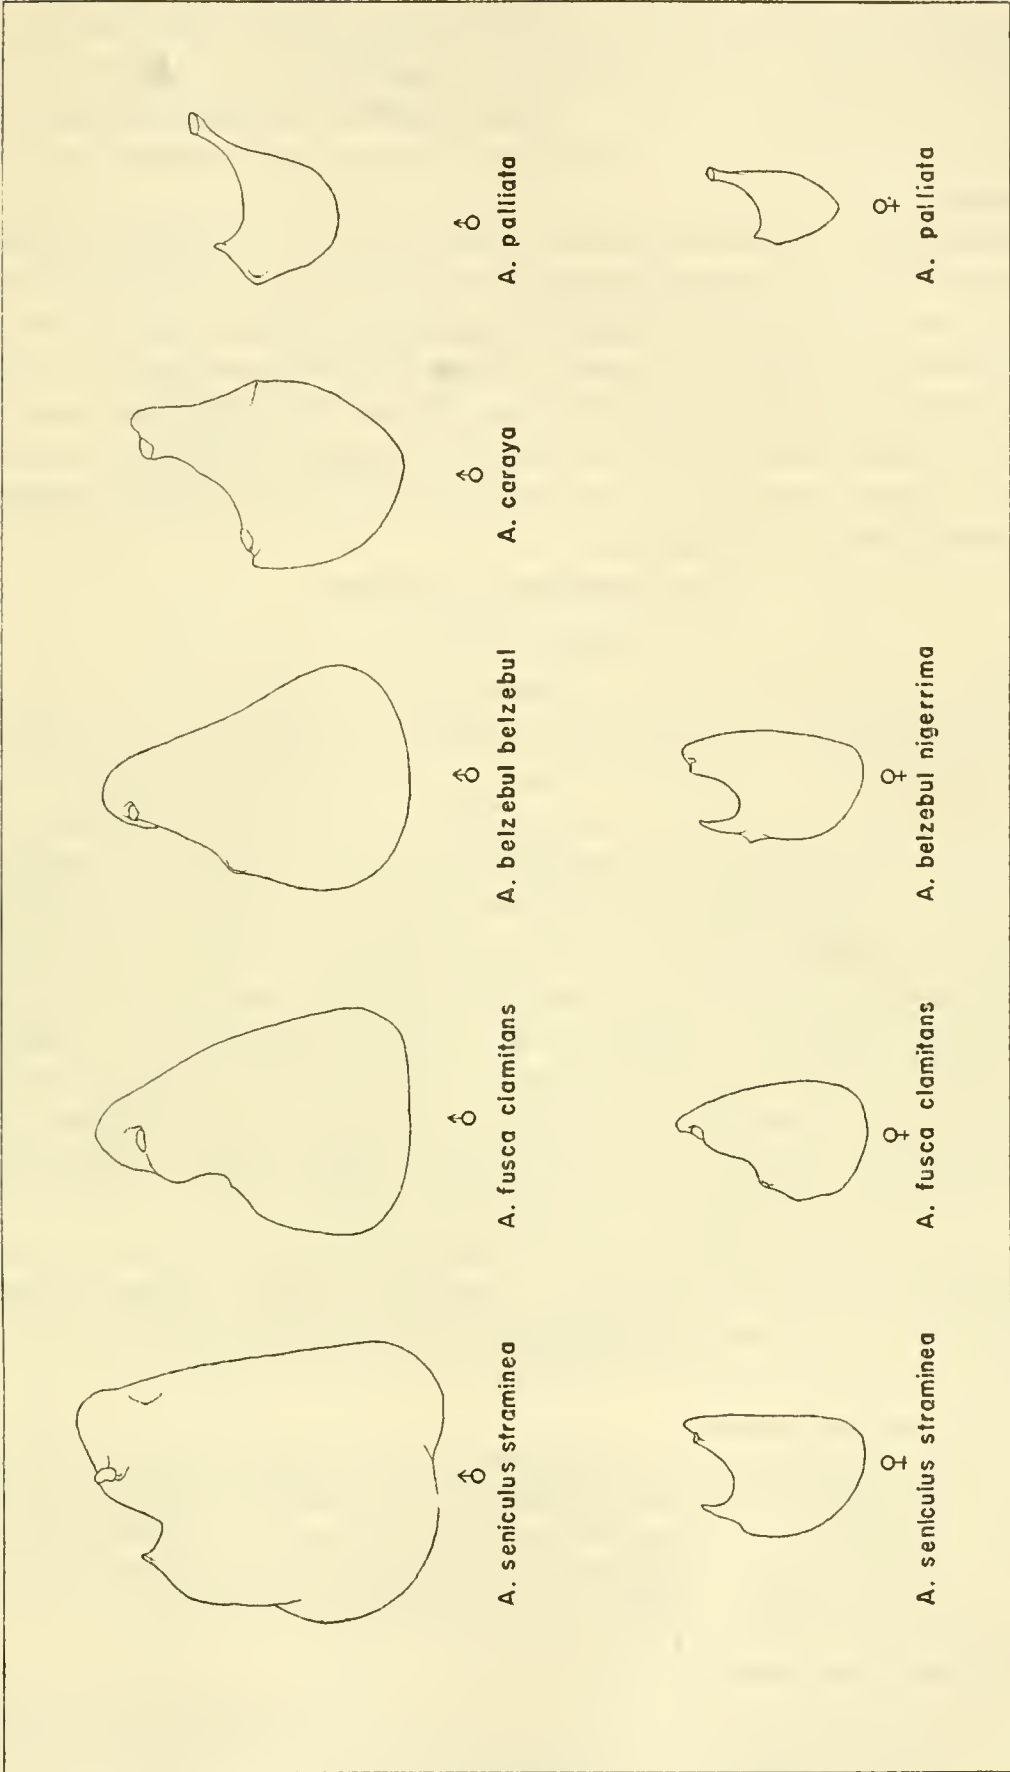 ♂ ♂ ♂ ♂ ♂
A. seniculus straminea A. fusca clamitans A. belzebul belzebul A. caraya A. palliata
♀ ♀ ♀ ♀
A. seniculus straminea A. fusca clamitans A. belzebul nigerrima A. palliata